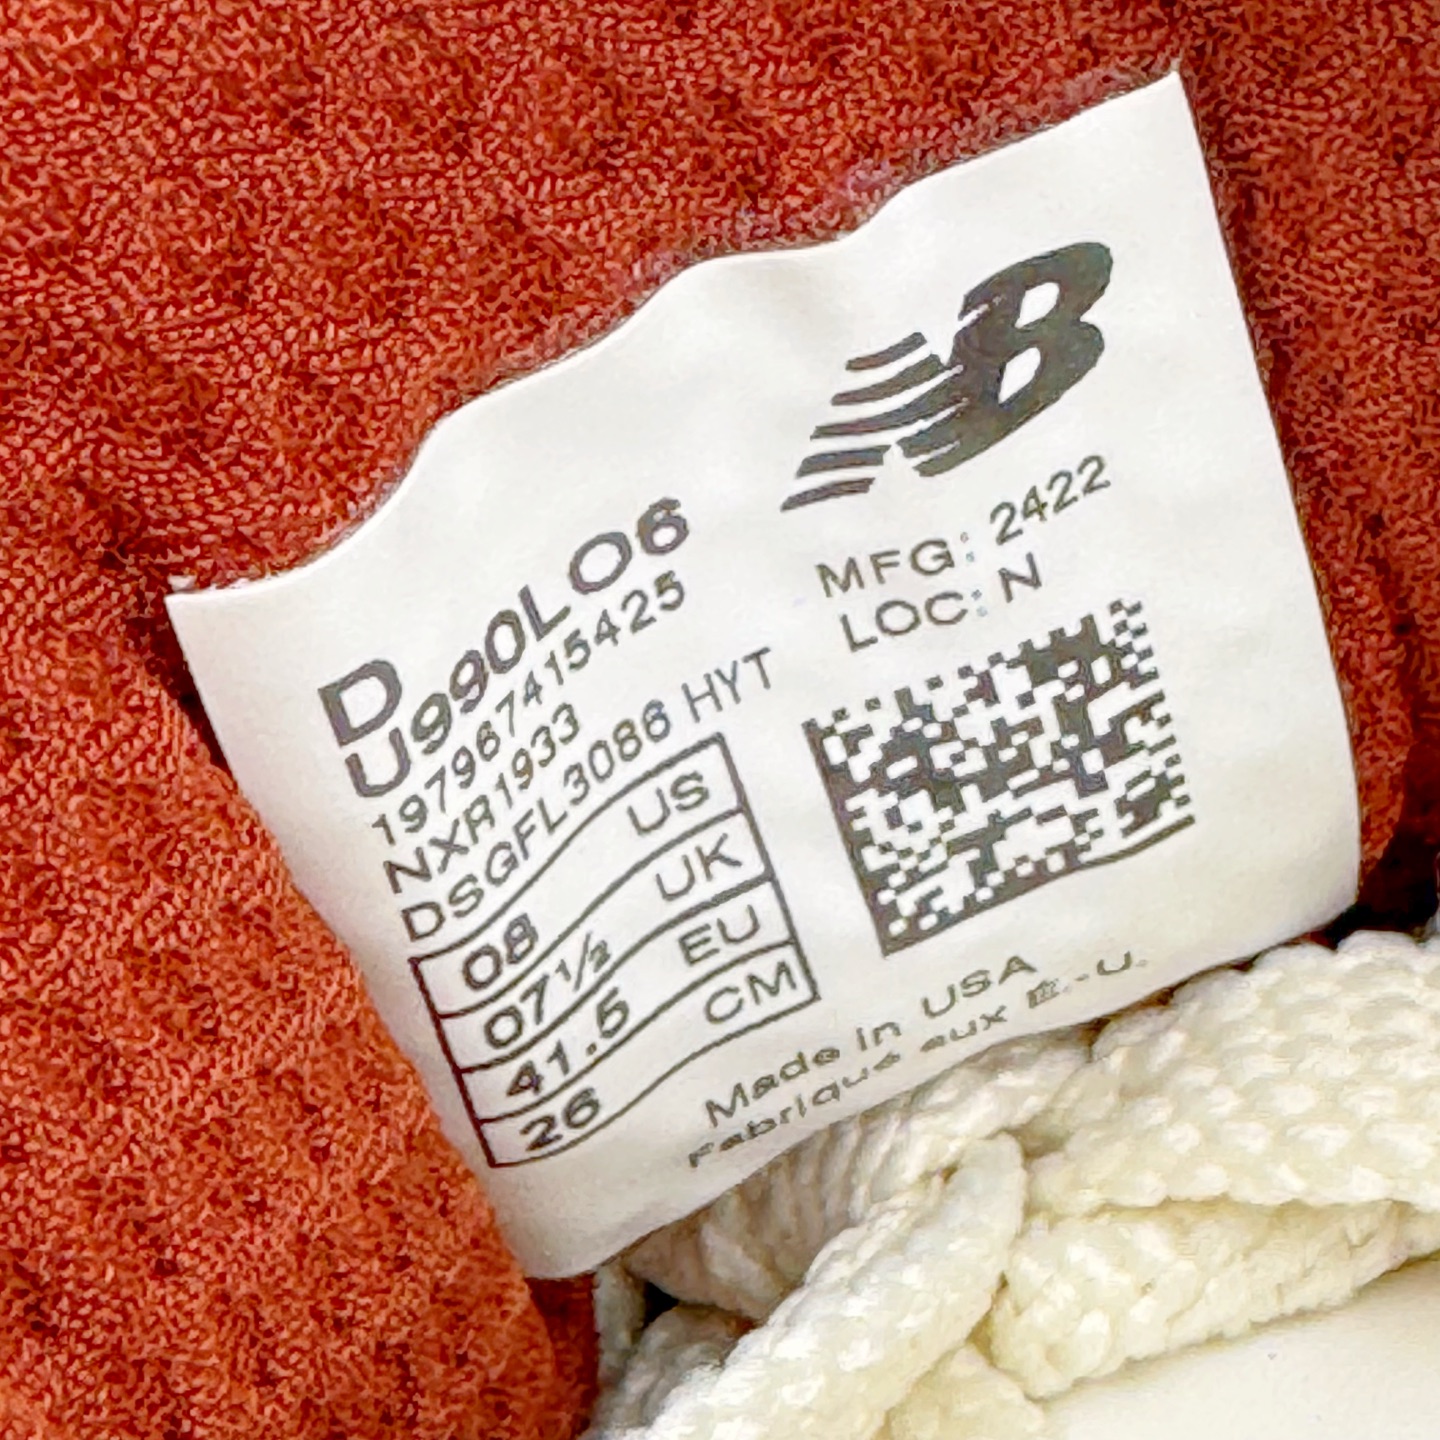 NB
MFG: 2422
LOC: N
D
U990LO6
197967415425
NXR1933
DSGFL3086 HYT
08 US
07½ UK
41.5 EU
26 CM
Made in USA
Fabriqué aux É.-U.